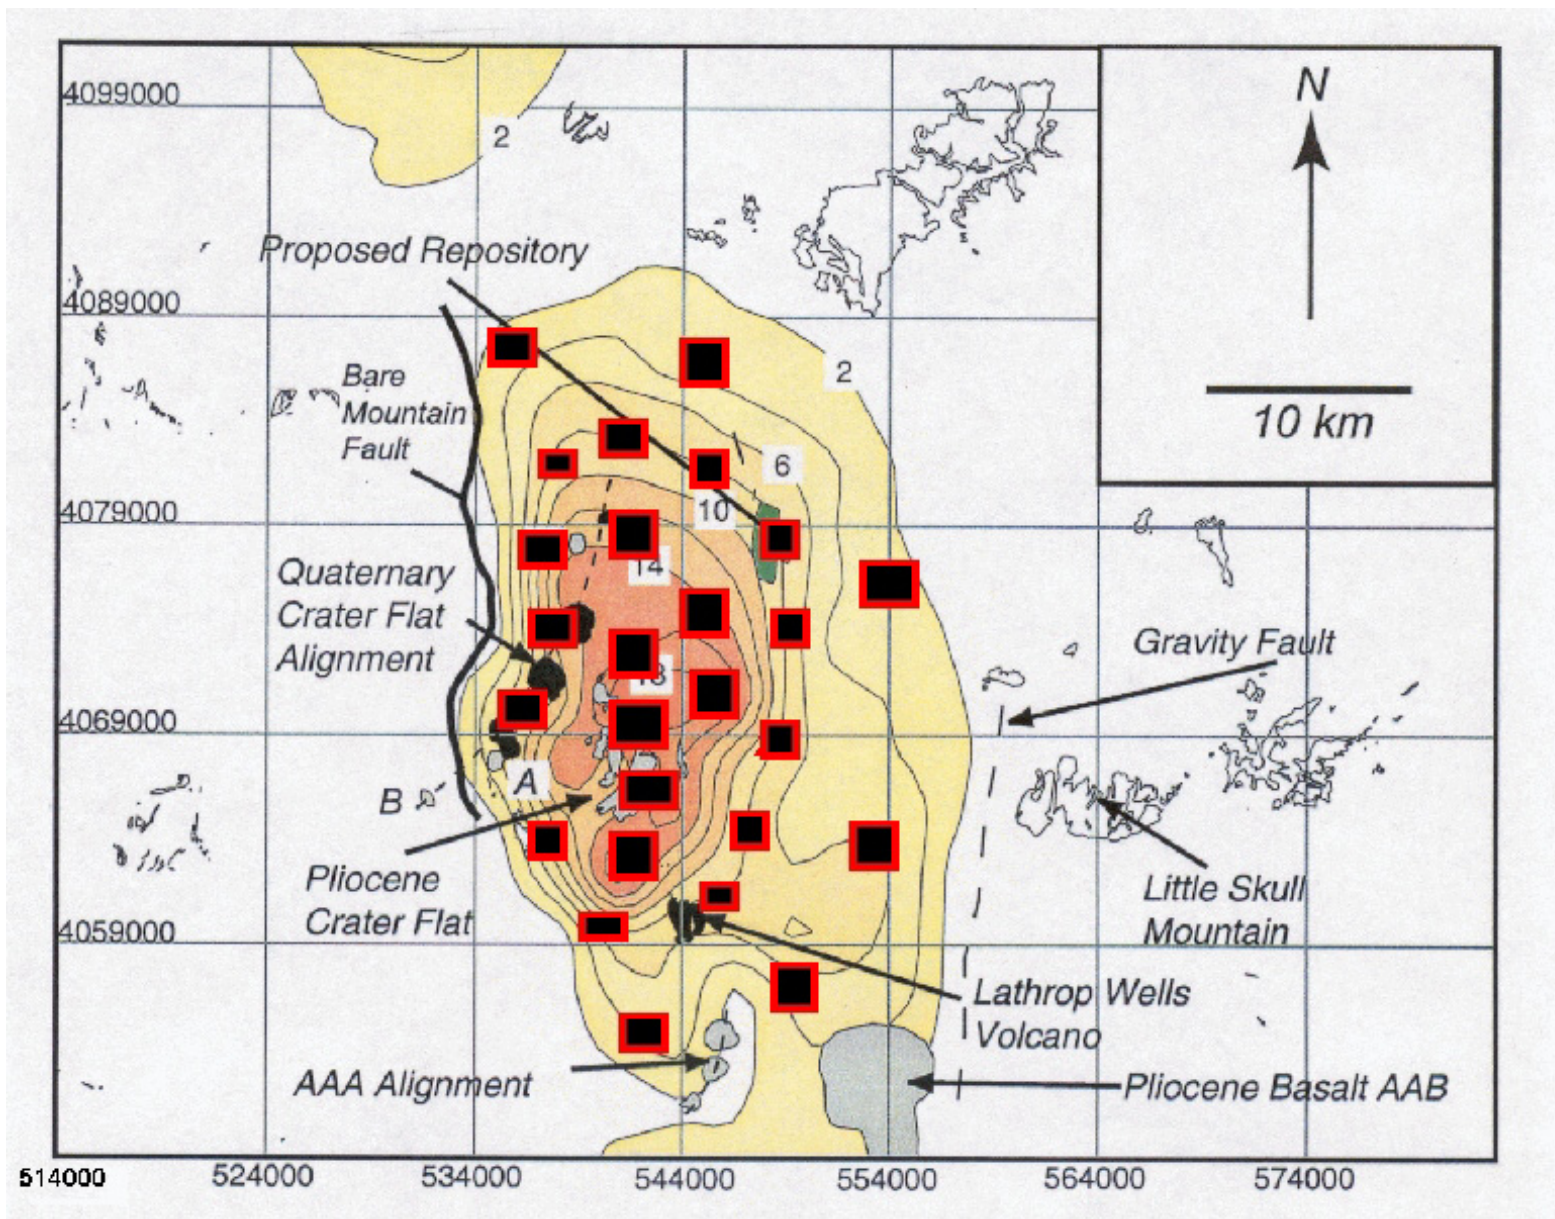 N
4099000
2
Proposed Repository
4089000
Bare
Mountain
Fault
2
10 km
6
10
4079000
14
Quaternary
Crater Flat
Alignment
Gravity Fault
4069000
A
B
Pliocene
Crater Flat
Little Skull
Mountain
4059000
Lathrop Wells
Volcano
AAA Alignment
Pliocene Basalt AAB
514000
524000
534000
544000
554000
564000
574000